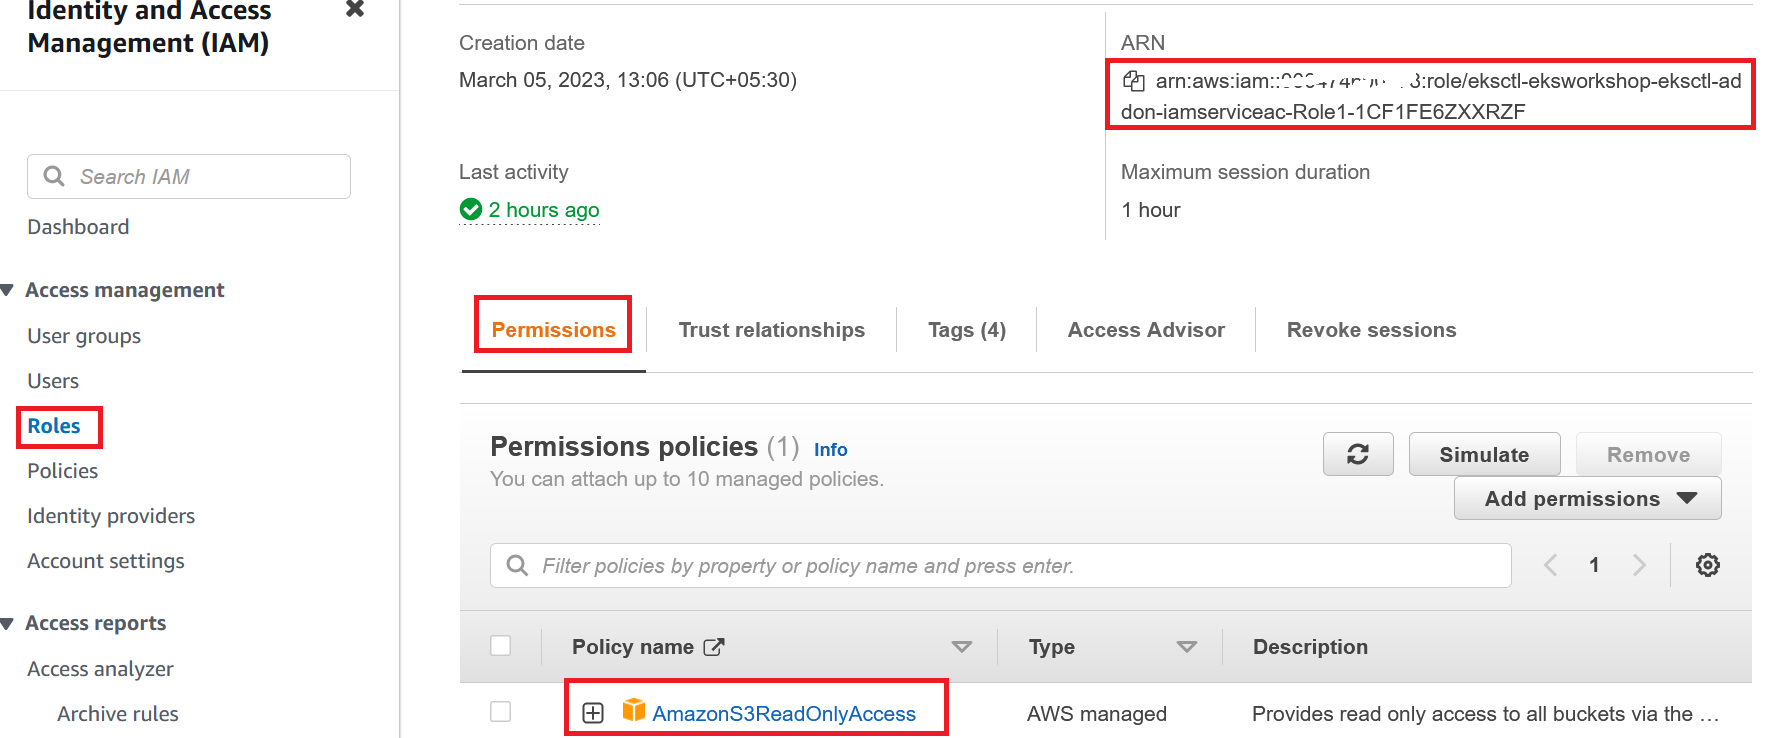 Identity and Access
Management (IAM)
Search IAM
Dashboard
Access management
User groups
Users
Roles
Policies
Identity providers
Account settings
Access reports
Access analyzer
Archive rules
Creation date
March 05, 2023, 13:06 (UTC+05:30)
ARN
arn:aws:iam:: 3:role/eksctl-eksworkshop-eksctl-ad
don-iamserviceac-Role1-1CF1FE6ZXXRZF
Last activity
2 hours ago
Maximum session duration
1 hour
Permissions
Trust relationships
Tags (4)
Access Advisor
Revoke sessions
Permissions policies (1) Info
You can attach up to 10 managed policies.
Simulate
Remove
Add permissions
Filter policies by property or policy name and press enter.
1
Policy name
Type
Description
AmazonS3ReadOnlyAccess
AWS managed
Provides read only access to all buckets via the ...